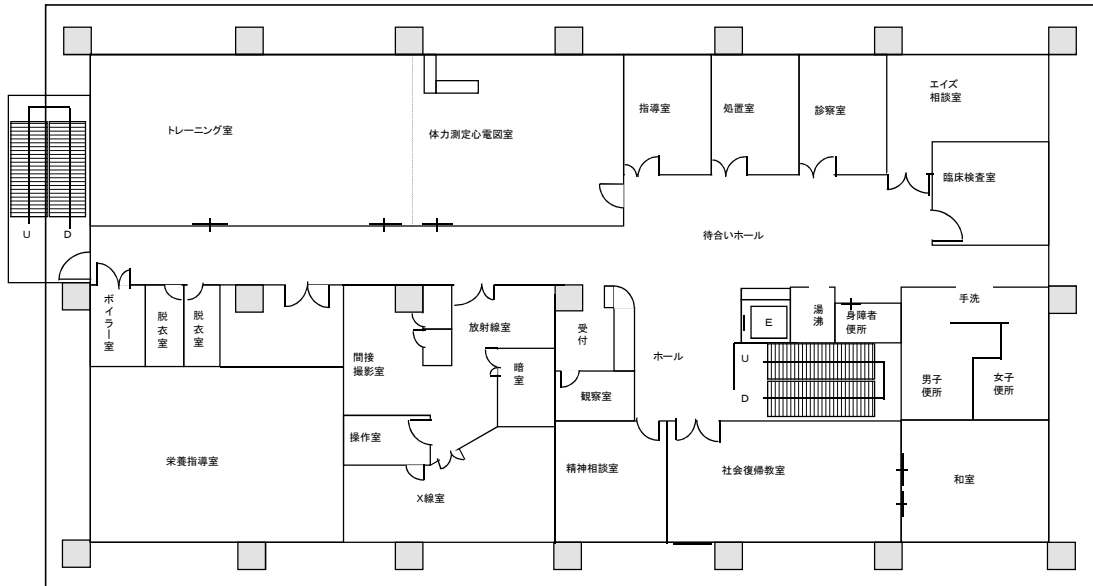 エイズ
相談室
指導室
処置室
診察室
トレーニング室
体力測定心電図室
臨床検査室
U
D
待合いホール
ボイラー室
脱衣室
脱衣室
放射線室
受付
E
湯沸
身障者
便所
手洗
間接
撮影室
暗室
ホール
U
D
男子
便所
女子
便所
観察室
操作室
栄養指導室
X線室
精神相談室
社会復帰教室
和室